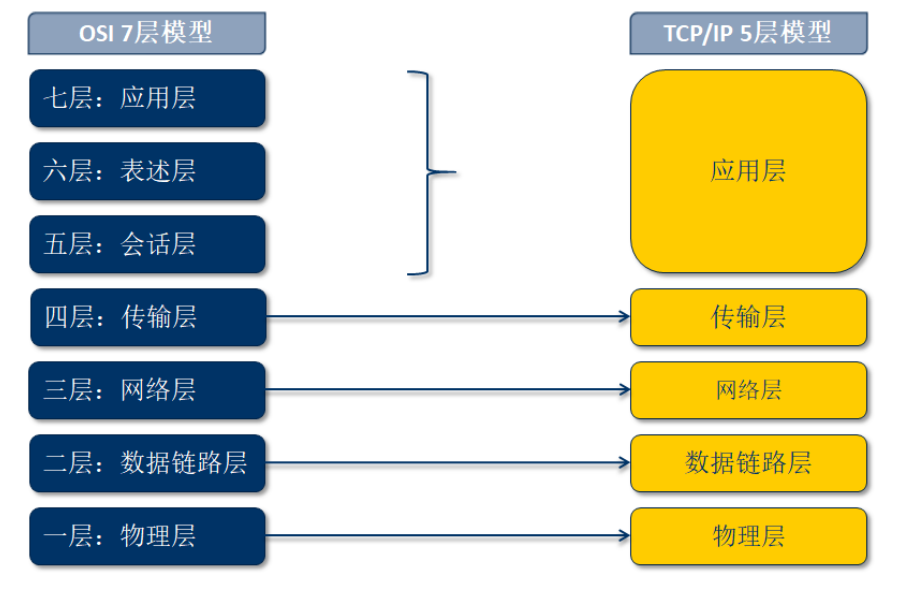 OSI 7层模型
TCP/IP 5层模型
七层：应用层
六层：表述层
五层：会话层
应用层
四层：传输层
传输层
三层：网络层
网络层
二层：数据链路层
数据链路层
一层：物理层
物理层